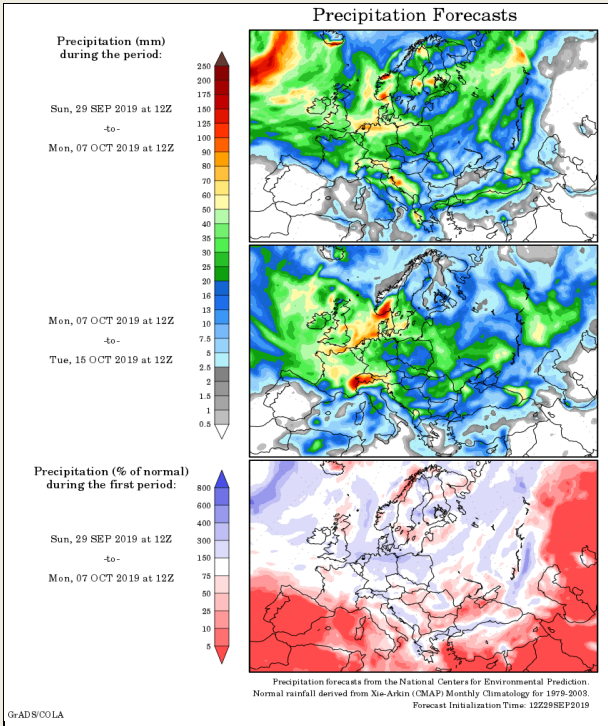 Precipitation Forecasts
Precipitation (mm)
during the period:
Sun, 29 SEP 2019 at 12Z
-to-
Mon, 07 OCT 2019 at 12Z
250
200
175
150
125
100
90
80
70
60
50
40
35
30
25
20
16
13
10
7.5
5
2.5
2
1.5
1
0.5
Mon, 07 OCT 2019 at 12Z
-to-
Tue, 15 OCT 2019 at 12Z
Precipitation (% of normal)
during the first period:
Sun, 29 SEP 2019 at 12Z
-to-
Mon, 07 OCT 2019 at 12Z
800
600
400
300
150
75
50
25
10
5
Precipitation forecasts from the National Centers for Environmental Prediction.
Normal rainfall derived from Xie-Arkin (CMAP) Monthly Climatology for 1979-2003.
Forecast Initialization Time: 12Z29SEP2019
GrADS/COLA